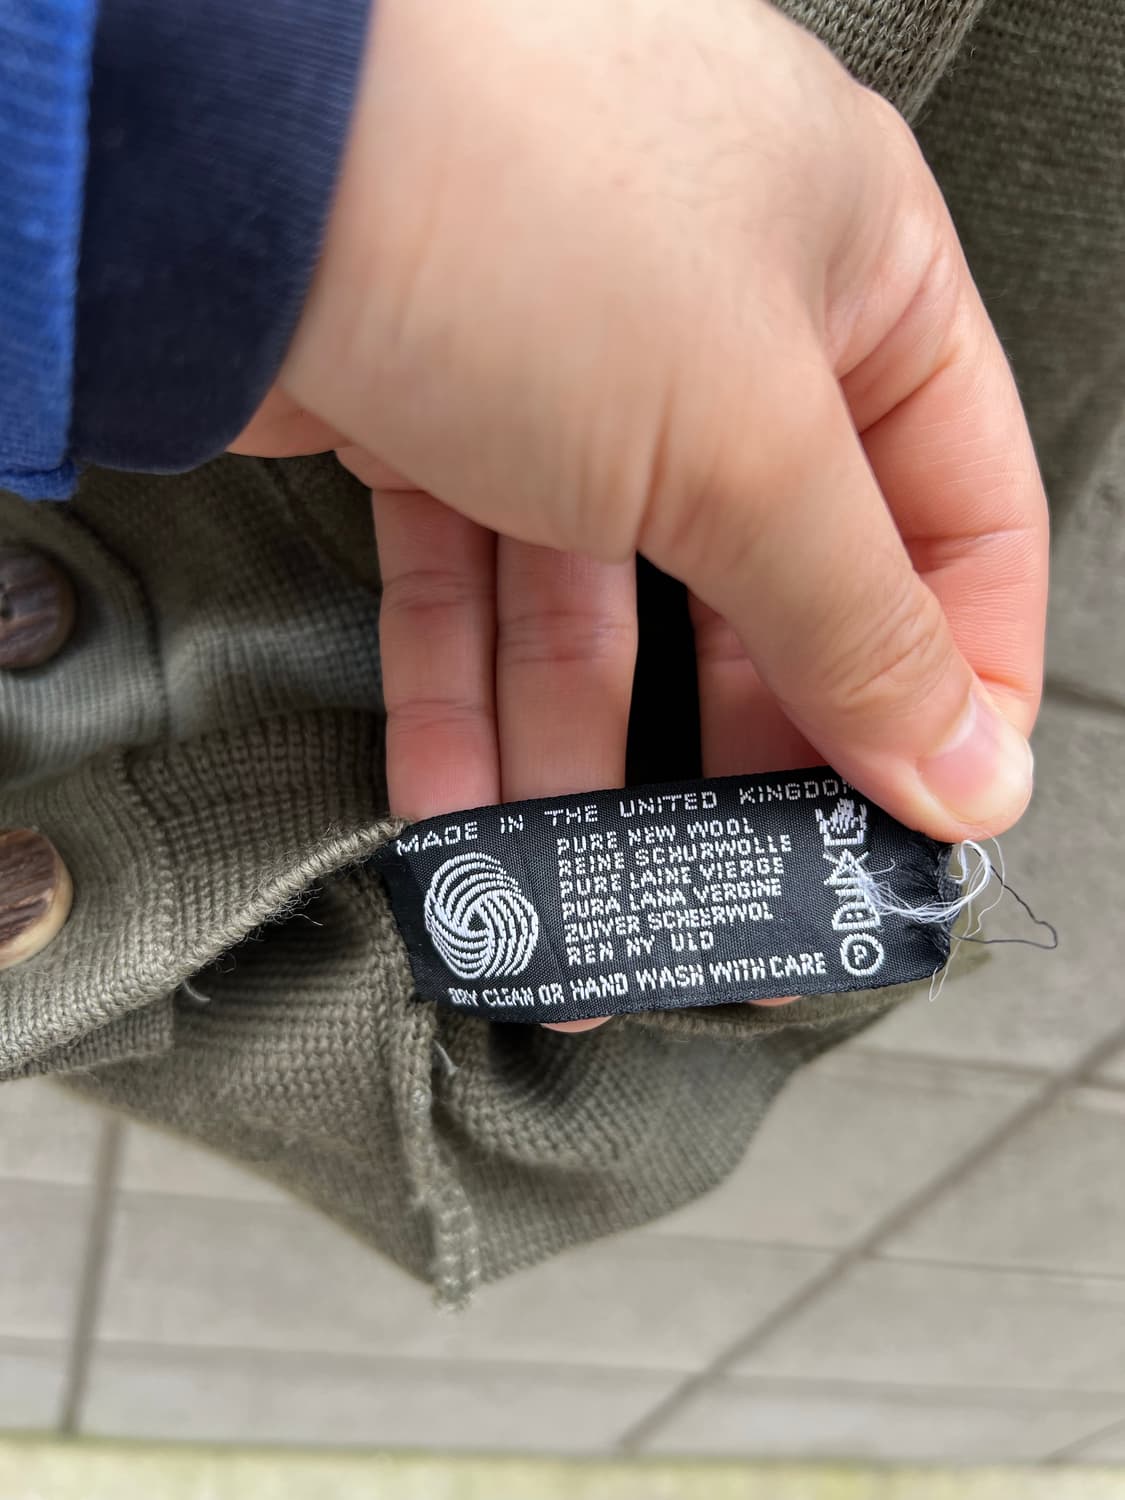 MADE IN THE UNITED KINGDOM
PURE NEW WOOL
REINE SCHURWOLLE
PURE LAINE VIERGE
PURA LANA VERGINE
ZUIVER SCHEERWOL
REN NY ULD
DRY CLEAN OR HAND WASH WITH CARE
P